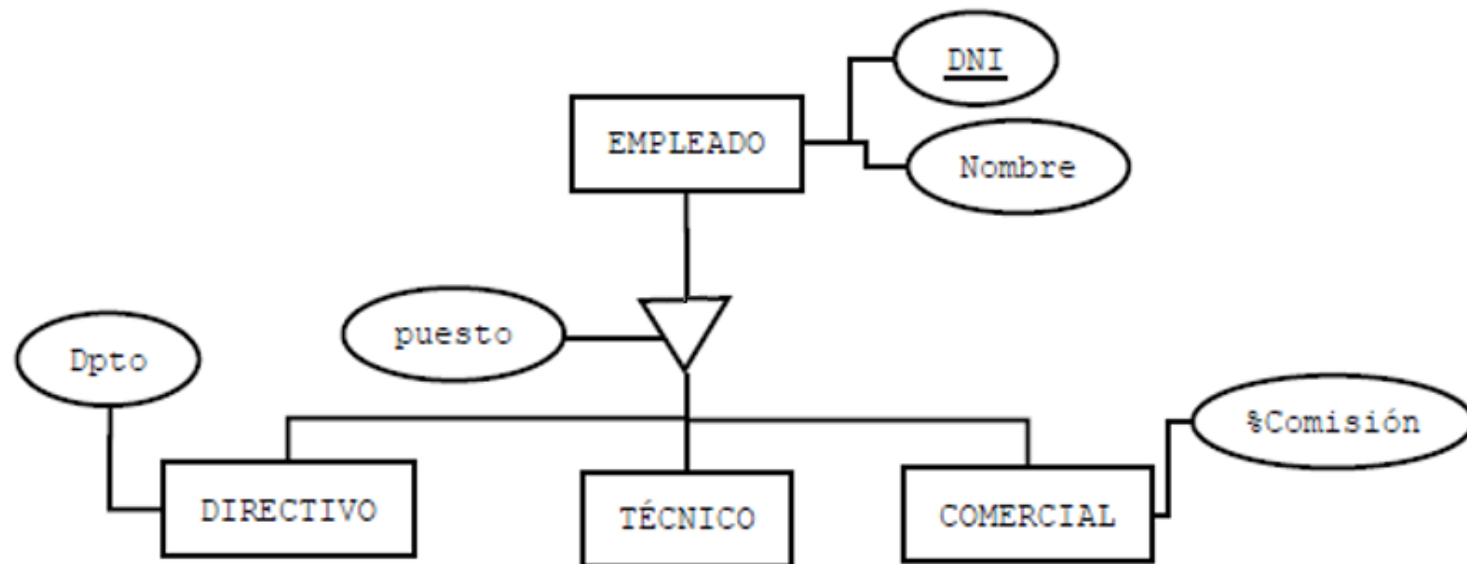 DNI
EMPLEADO
Nombre
puesto
Dpto
%Comisión
DIRECTIVO
TÉCNICO
COMERCIAL